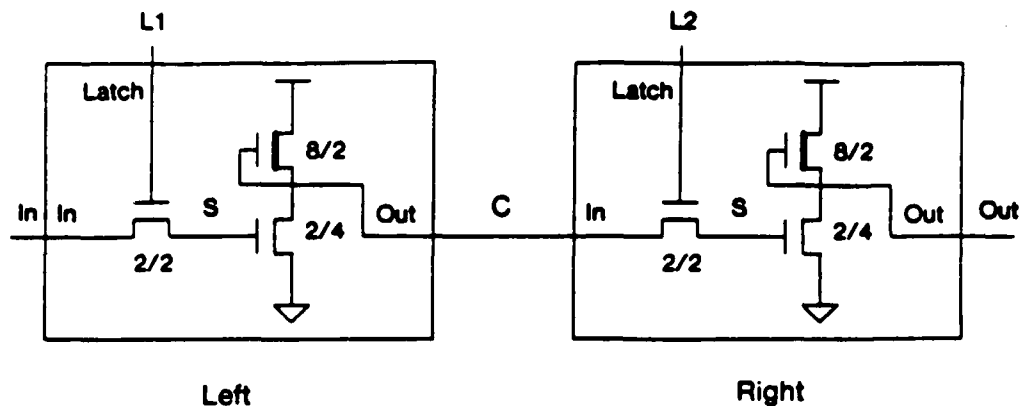 L1
L2
Latch
Latch
8/2
8/2
In
In
S
Out
C
In
S
Out
Out
2/4
2/4
2/2
2/2
Left
Right